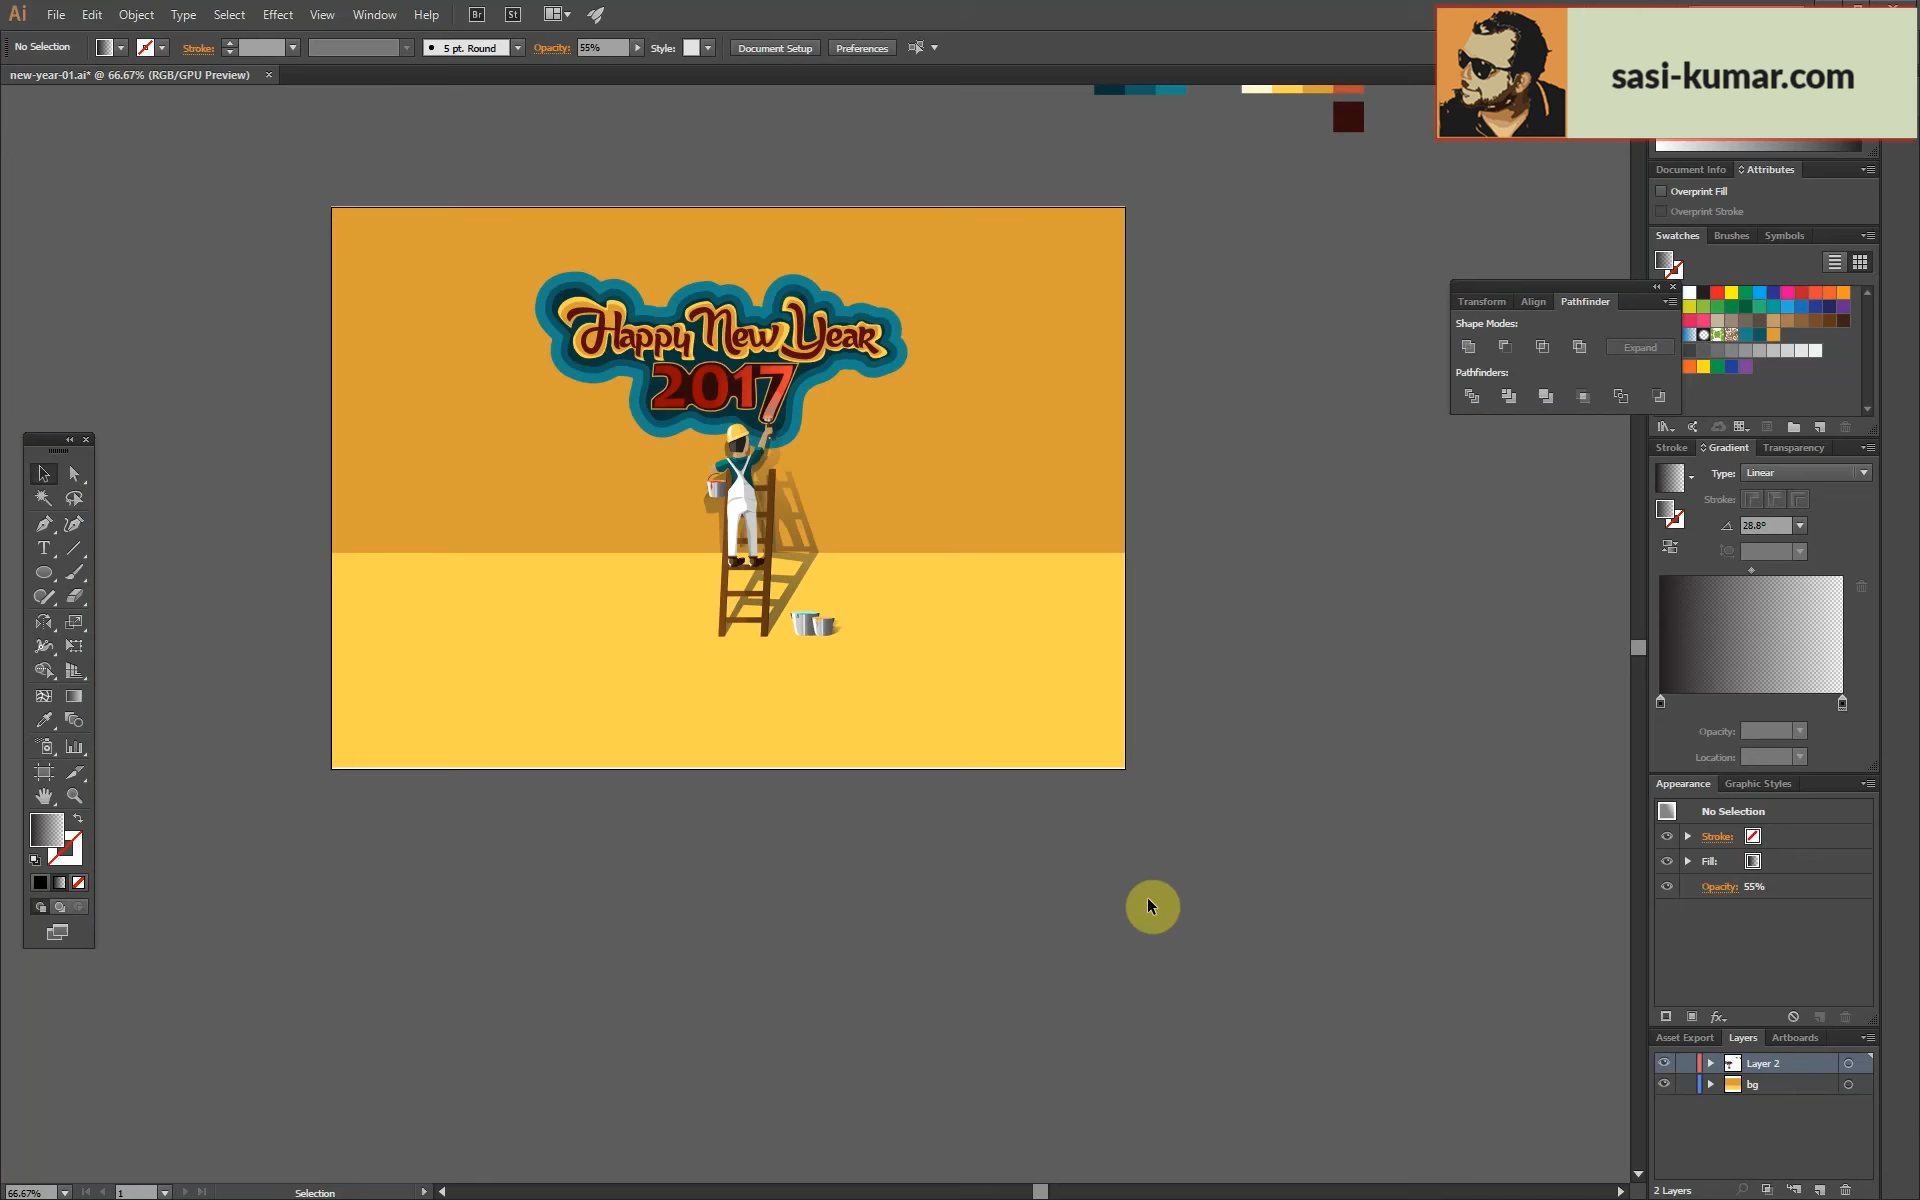 Ai File Edit Object Type Select Effect View Window Help Br St
No Selection Stroke: 5 pt. Round Opacity: 55% Style: Document Setup Preferences
new-year-01.ai* @ 66.67% (RGB/GPU Preview)
sasi-kumar.com
Document Info Attributes
Overprint Fill
Overprint Stroke
Swatches Brushes Symbols
Transform Align Pathfinder
Shape Modes:
Expand
Pathfinders:
Happy New Year
2017
Stroke Gradient Transparency
Type: Linear
Stroke:
28.8°
Opacity:
Location:
Appearance Graphic Styles
No Selection
Stroke:
Fill:
Opacity: 55%
fx
Asset Export Layers Artboards
Layer 2
bg
2 Layers
66.67% 1 Selection